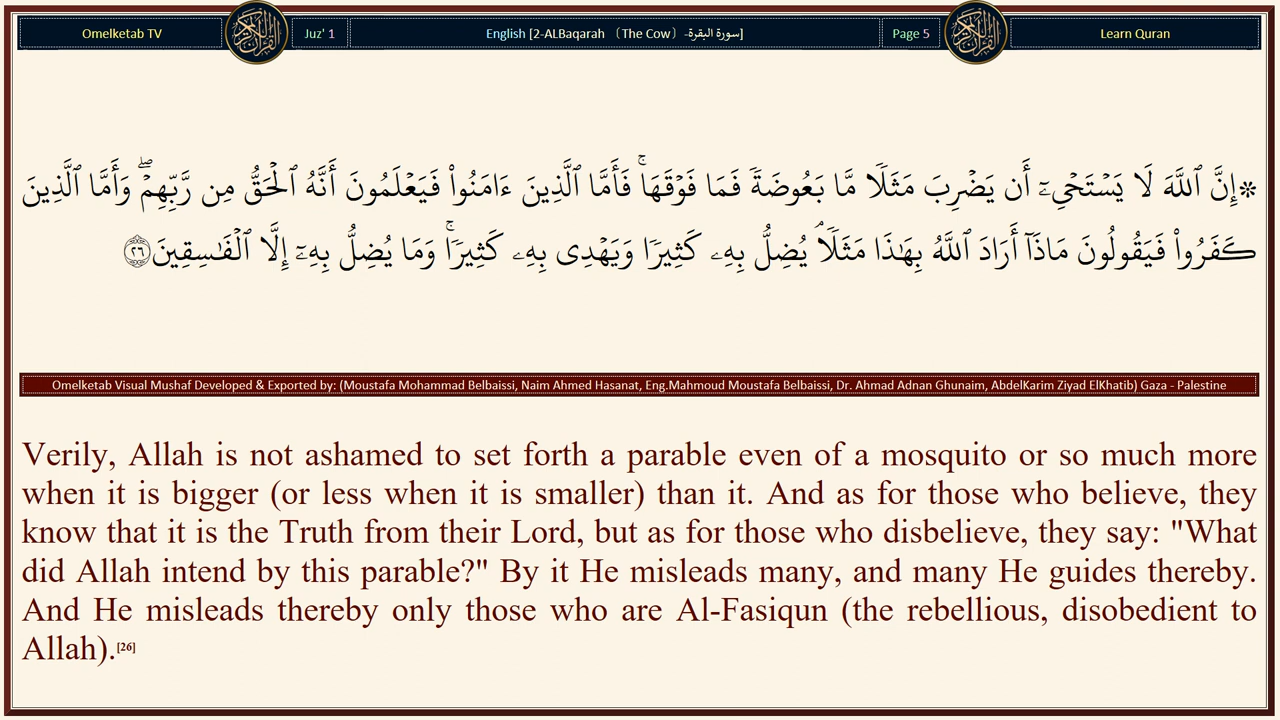 Omelketab TV
Juz' 1
English [2-ALBaqarah （The Cow） -سورة البقرة]
Page 5
Learn Quran
۞إِنَّ ٱللَّهَ لَا يَسۡتَحۡيِۦٓ أَن يَضۡرِبَ مَثَلٗا مَّا بَعُوضَةٗ فَمَا فَوۡقَهَاۚ فَأَمَّا ٱلَّذِينَ ءَامَنُواْ فَيَعۡلَمُونَ أَنَّهُ ٱلۡحَقُّ مِن رَّبِّهِمۡۖ وَأَمَّا ٱلَّذِينَ
كَفَرُواْ فَيَقُولُونَ مَاذَآ أَرَادَ ٱللَّهُ بِهَٰذَا مَثَلٗاۘ يُضِلُّ بِهِۦ كَثِيرٗا وَيَهۡدِي بِهِۦ كَثِيرٗاۚ وَمَا يُضِلُّ بِهِۦٓ إِلَّا ٱلۡفَٰسِقِينَ ٢٦
Omelketab Visual Mushaf Developed & Exported by: (Moustafa Mohammad Belbaissi, Naim Ahmed Hasanat, Eng.Mahmoud Moustafa Belbaissi, Dr. Ahmad Adnan Ghunaim, AbdelKarim Ziyad ElKhatib) Gaza - Palestine
Verily, Allah is not ashamed to set forth a parable even of a mosquito or so much more
when it is bigger (or less when it is smaller) than it. And as for those who believe, they
know that it is the Truth from their Lord, but as for those who disbelieve, they say: "What
did Allah intend by this parable?" By it He misleads many, and many He guides thereby.
And He misleads thereby only those who are Al-Fasiqun (the rebellious, disobedient to
Allah).[26]